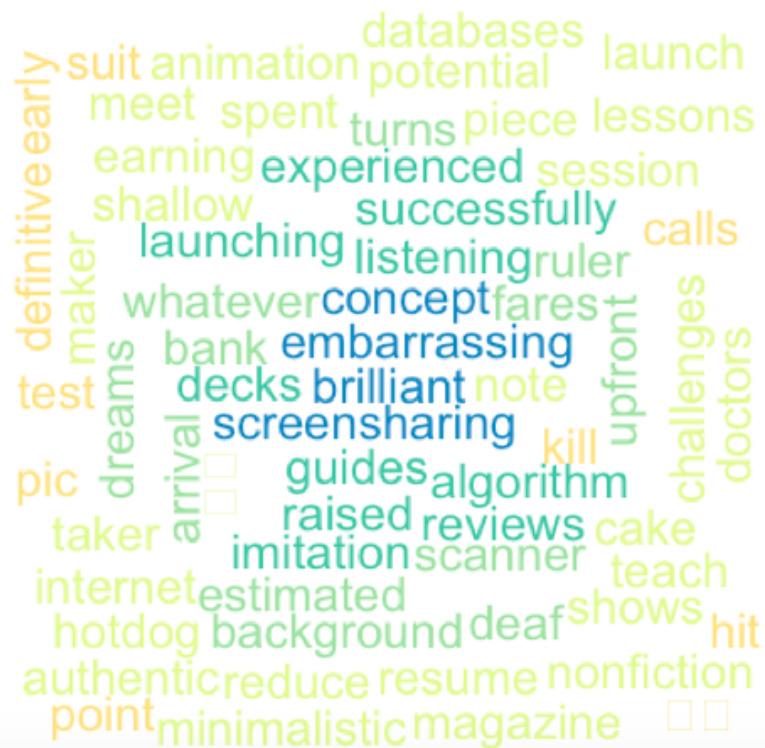 databases
launch
suit animation potential
early
meet spent turns piece lessons
earning experienced session
definitive
shallow successfully
calls
launching listening ruler
maker
whatever concept fares
bank embarrassing
upfront
challenges
test
dreams
decks brilliant note
doctors
screensharing
arrival
kill
pic
guides algorithm
taker
raised reviews cake
imitation scanner teach
internet estimated shows
hotdog background deaf hit
authentic reduce resume nonfiction
point minimalistic magazine